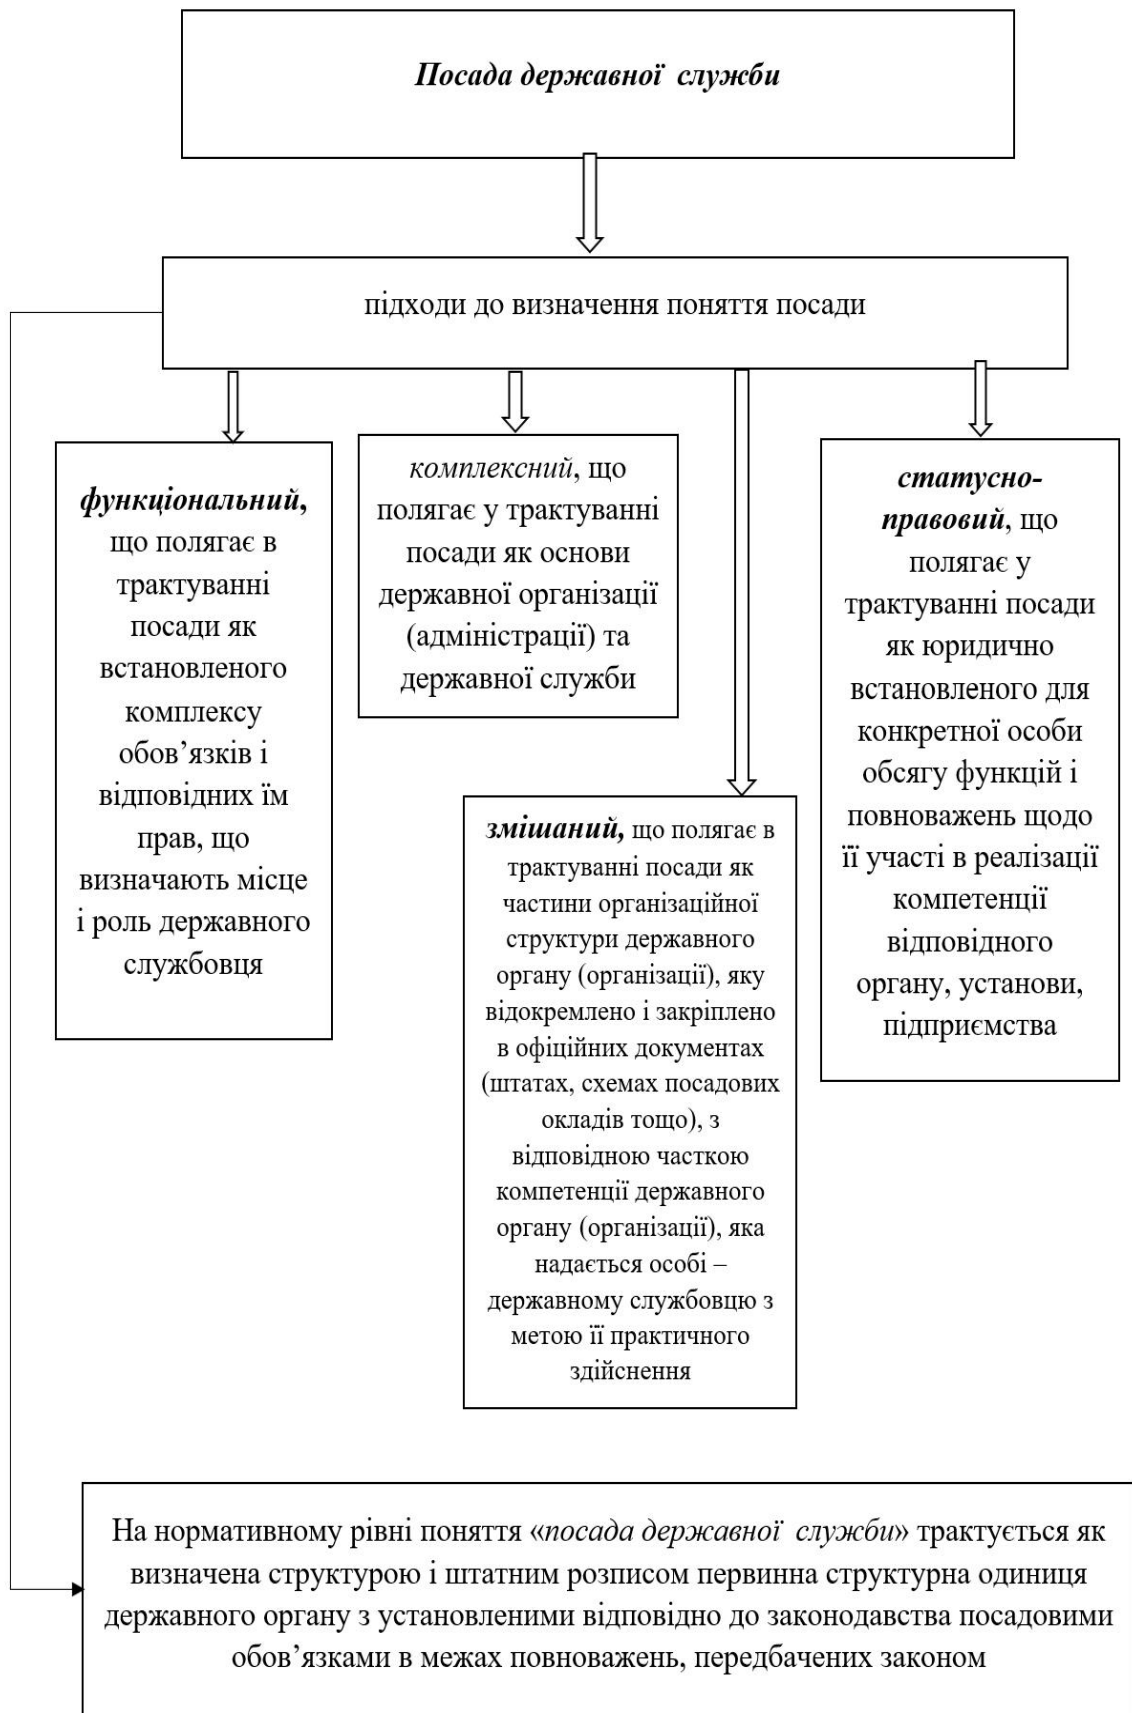 Посада державної служби
підходи до визначення поняття посади
функціональний,
що полягає в
трактуванні
посади як
встановленого
комплексу
обов’язків і
відповідних їм
прав, що
визначають місце
і роль державного
службовця
комплексний, що
полягає у трактуванні
посади як основи
державної організації
(адміністрації) та
державної служби
змішаний, що полягає в
трактуванні посади як
частини організаційної
структури державного
органу (організації), яку
відокремлено і закріплено
в офіційних документах
(штатах, схемах посадових
окладів тощо), з
відповідною часткою
компетенції державного
органу (організації), яка
надається особі –
державному службовцю з
метою її практичного
здійснення
статусно-
правовий, що
полягає у
трактуванні посади
як юридично
встановленого для
конкретної особи
обсягу функцій і
повноважень щодо
її участі в реалізації
компетенції
відповідного
органу, установи,
підприємства
На нормативному рівні поняття «посада державної служби» трактується як
визначена структурою і штатним розписом первинна структурна одиниця
державного органу з установленими відповідно до законодавства посадовими
обов’язками в межах повноважень, передбачених законом